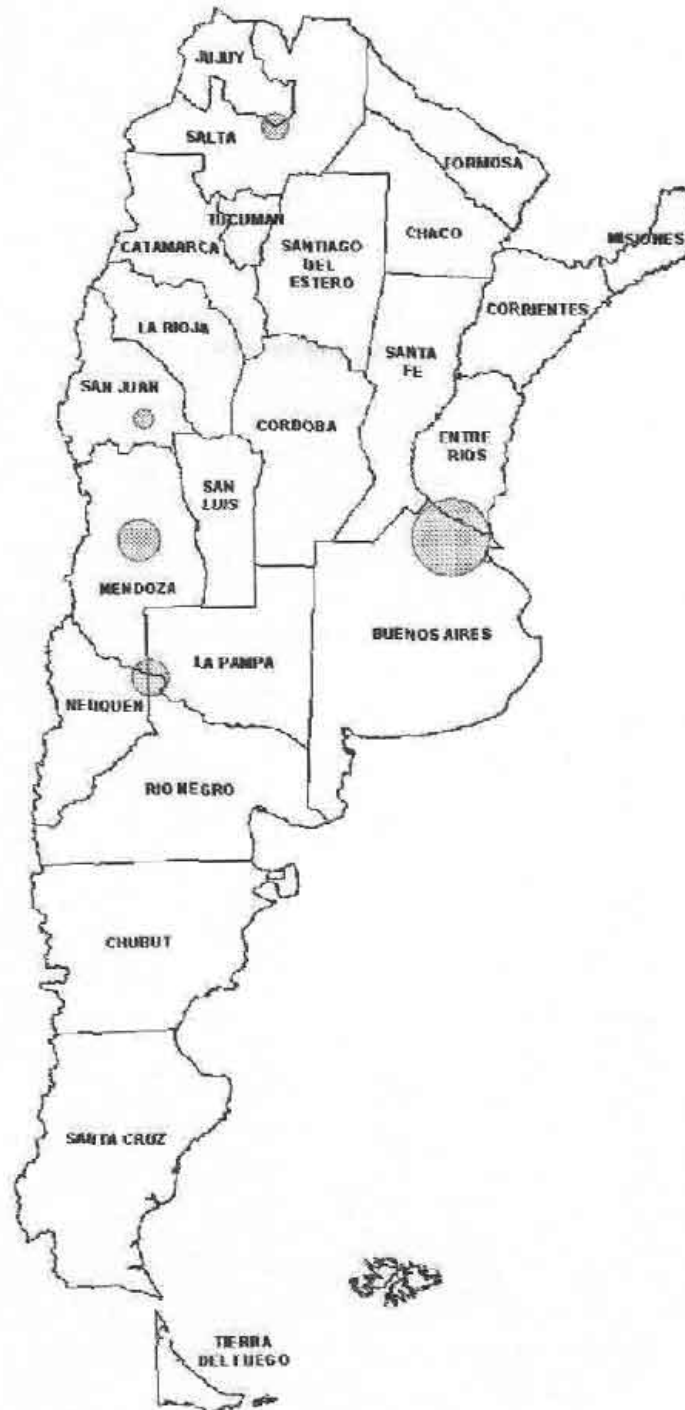 JUJUY
SALTA
FORMOSA
TUCUMAN
CHACO
MISIONES
CATAMARCA
SANTIAGO
DEL
ESTERO
CORRIENTES
LA RIOJA
SANTA
FE
SAN JUAN
CORDOBA
ENTRE
RIOS
SAN
LUIS
MENDOZA
BUENOS AIRES
LA PAMPA
NEUQUEN
RIO NEGRO
CHUBUT
SANTA CRUZ
TIERRA
DEL FUEGO